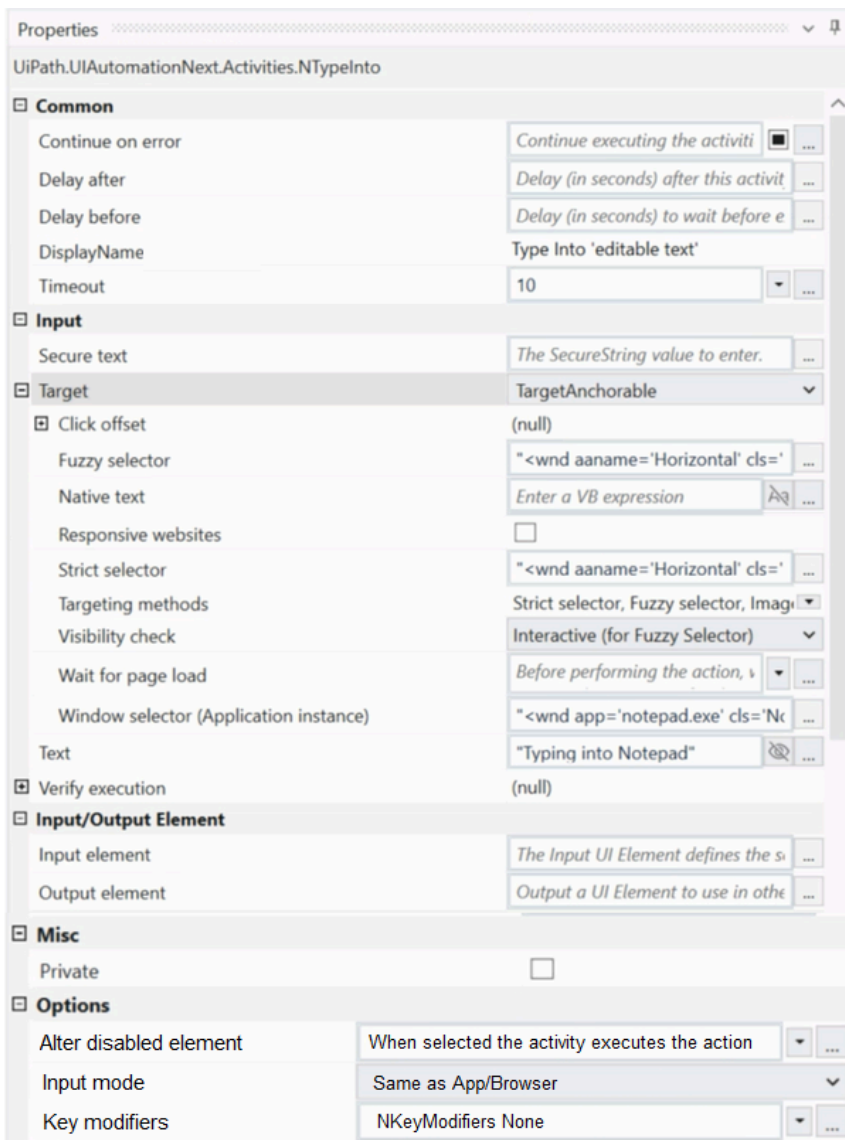 Properties
UiPath.UIAutomationNext.Activities.NTypeInto
Common
Continue on error Continue executing the activiti ...
Delay after Delay (in seconds) after this activit ...
Delay before Delay (in seconds) to wait before e ...
DisplayName Type Into 'editable text'
Timeout 10 ...
Input
Secure text The SecureString value to enter. ...
Target TargetAnchorable
Click offset (null)
Fuzzy selector "<wnd aaname='Horizontal' cls=' ...
Native text Enter a VB expression ...
Responsive websites
Strict selector "<wnd aaname='Horizontal' cls=' ...
Targeting methods Strict selector, Fuzzy selector, Imag
Visibility check Interactive (for Fuzzy Selector)
Wait for page load Before performing the action, w ...
Window selector (Application instance) "<wnd app='notepad.exe' cls='No ...
Text "Typing into Notepad" ...
Verify execution (null)
Input/Output Element
Input element The Input UI Element defines the s ...
Output element Output a UI Element to use in othe ...
Misc
Private
Options
Alter disabled element When selected the activity executes the action ...
Input mode Same as App/Browser
Key modifiers NKeyModifiers None ...